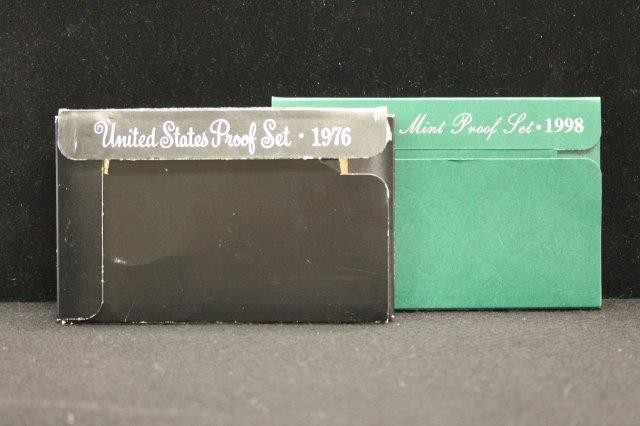 United States Proof Set · 1976
Mint Proof Set · 1998